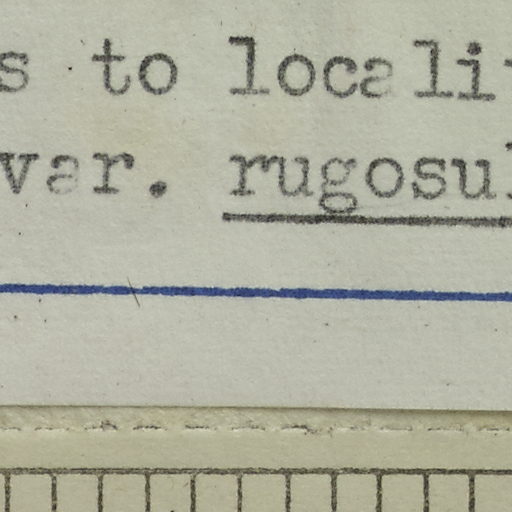 s to locali
var. rugosu